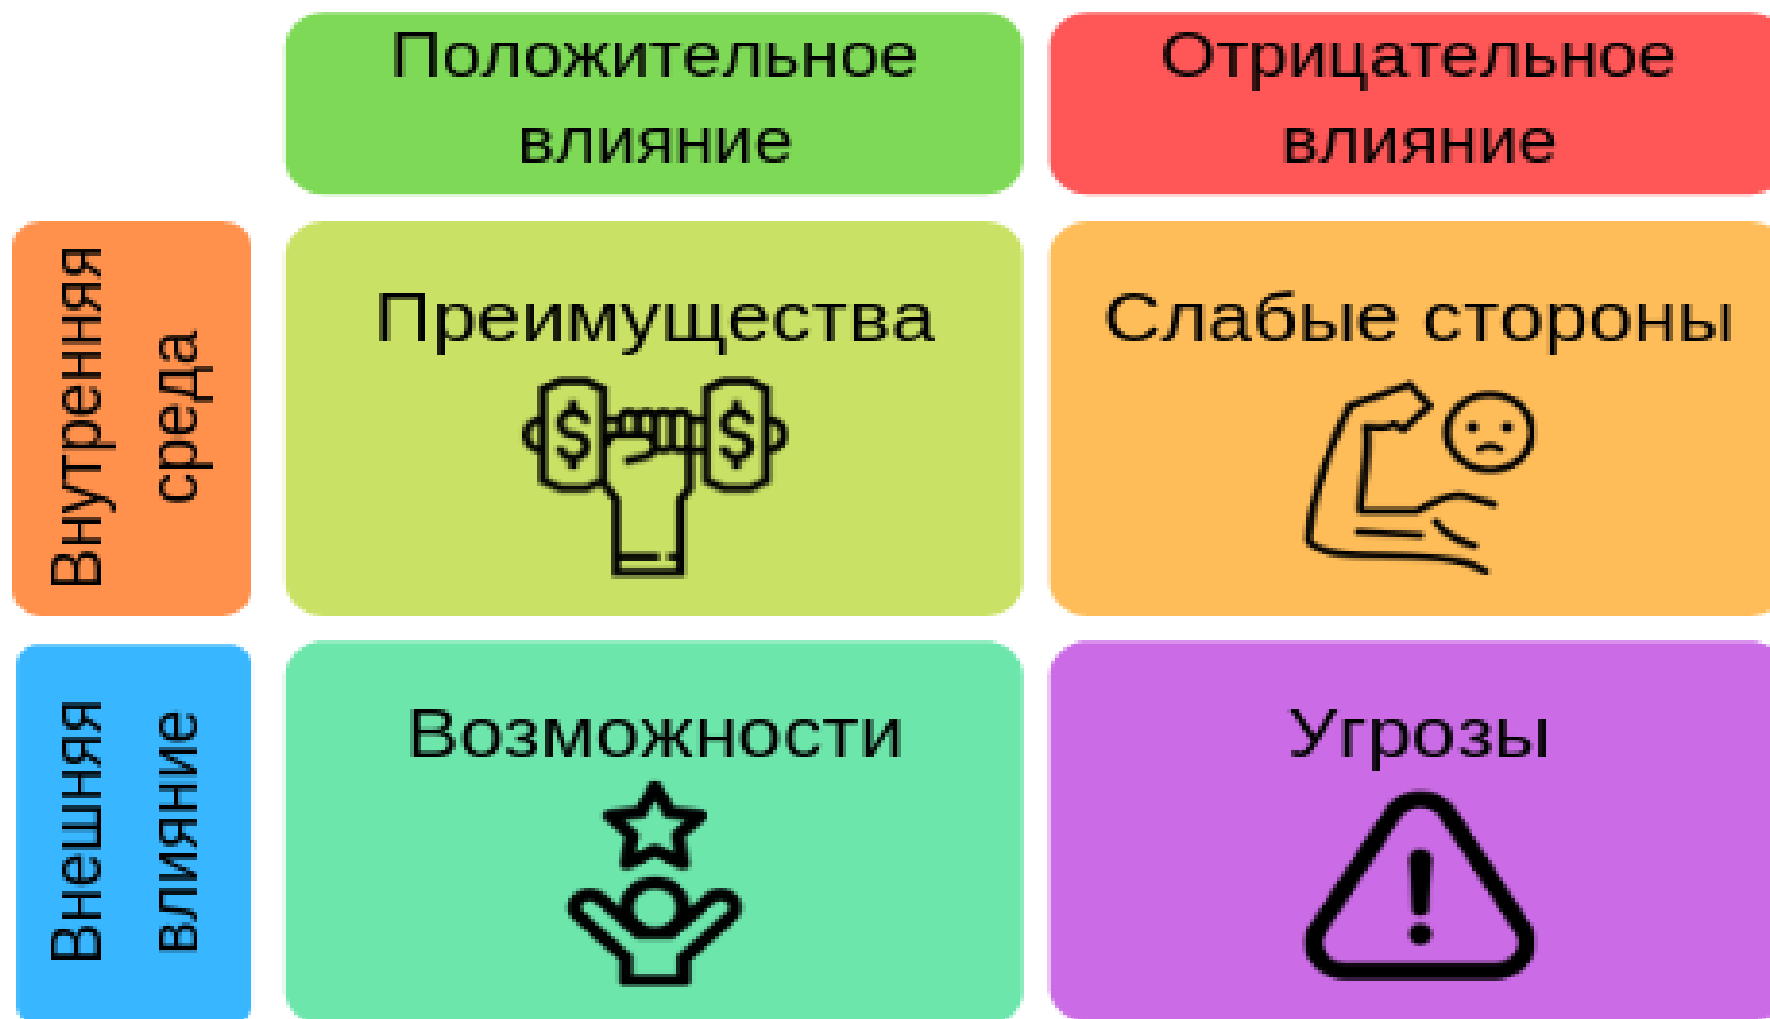 Положительное
влияние
Отрицательное
влияние
Внутренняя
среда
Преимущества
$ $
Слабые стороны
Внешняя
влияние
Возможности
Угрозы
!